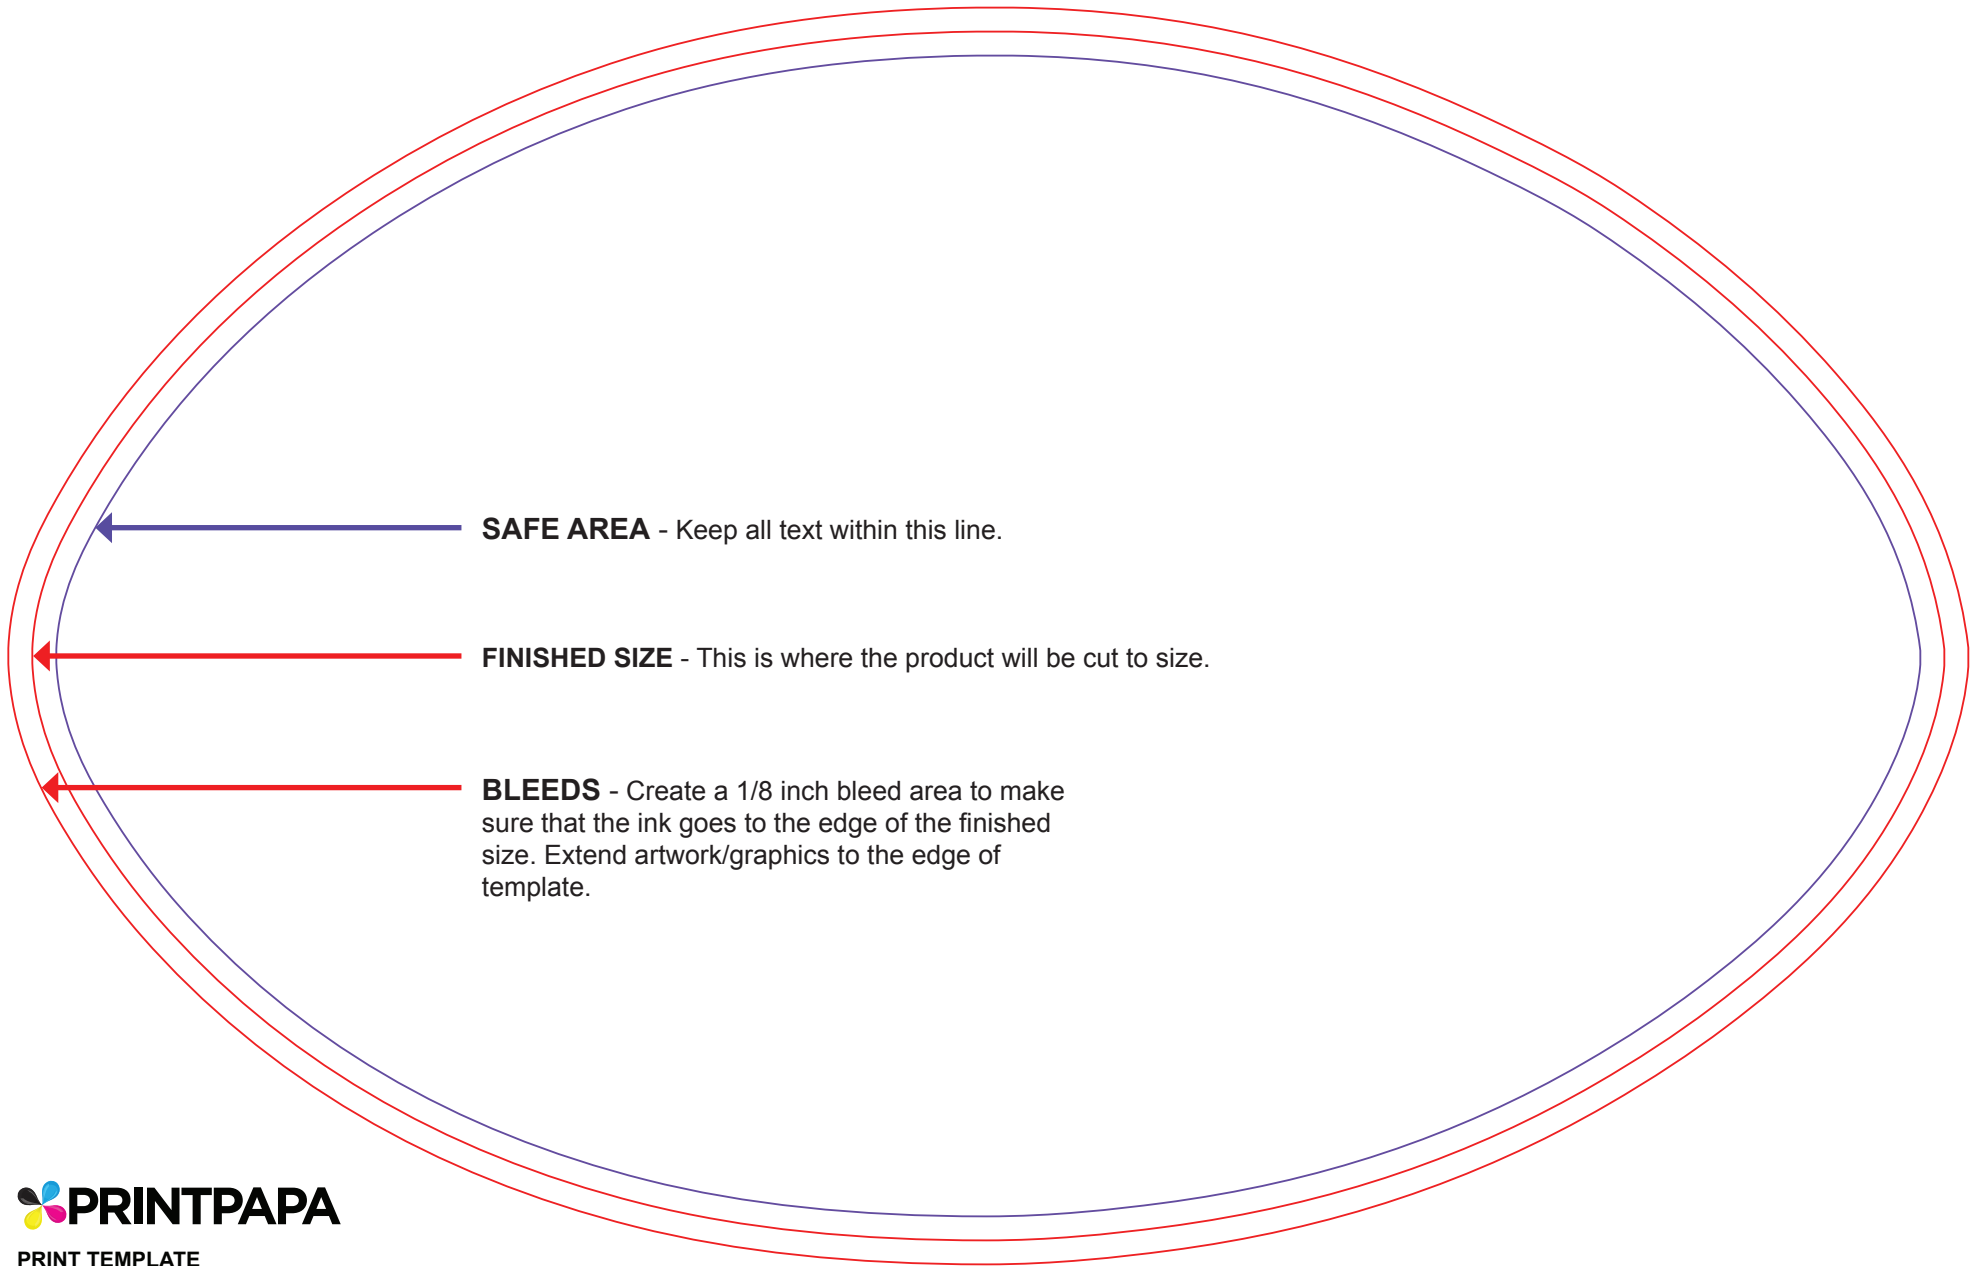 SAFE AREA - Keep all text within this line.
FINISHED SIZE - This is where the product will be cut to size.
BLEEDS - Create a 1/8 inch bleed area to make
sure that the ink goes to the edge of the finished
size. Extend artwork/graphics to the edge of
template.
PRINTPAPA
PRINT TEMPLATE